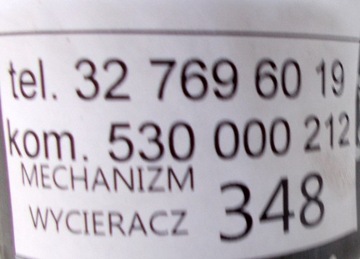 tel. 32 769 60 19
kom. 530 000 212
MECHANIZM
WYCIERACZ 348